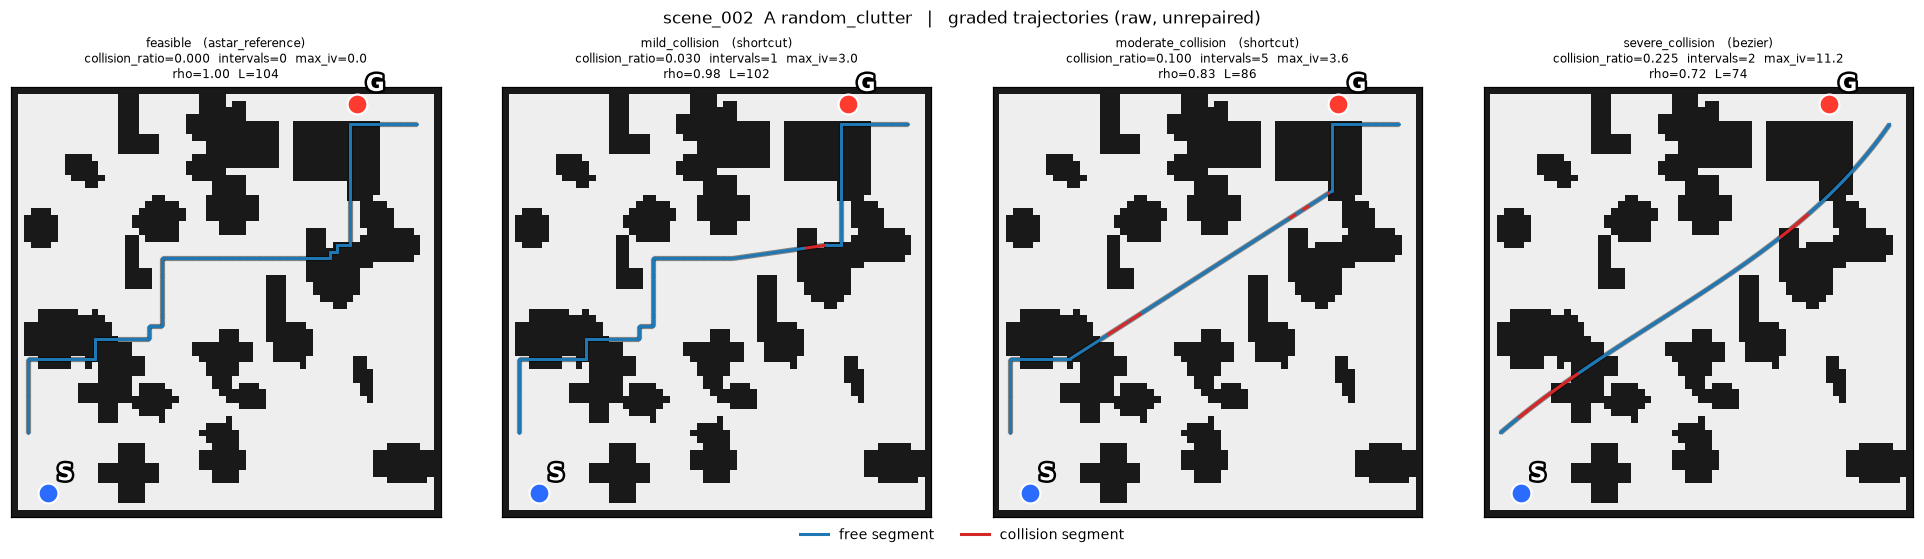 scene_002  A random_clutter   |   graded trajectories (raw, unrepaired)
feasible   (astar_reference)
collision_ratio=0.000  intervals=0  max_iv=0.0
rho=1.00  L=104
G
S
mild_collision   (shortcut)
collision_ratio=0.030  intervals=1  max_iv=3.0
rho=0.98  L=102
G
S
moderate_collision   (shortcut)
collision_ratio=0.100  intervals=5  max_iv=3.6
rho=0.83  L=86
G
S
severe_collision   (bezier)
collision_ratio=0.225  intervals=2  max_iv=11.2
rho=0.72  L=74
G
S
free segment
collision segment